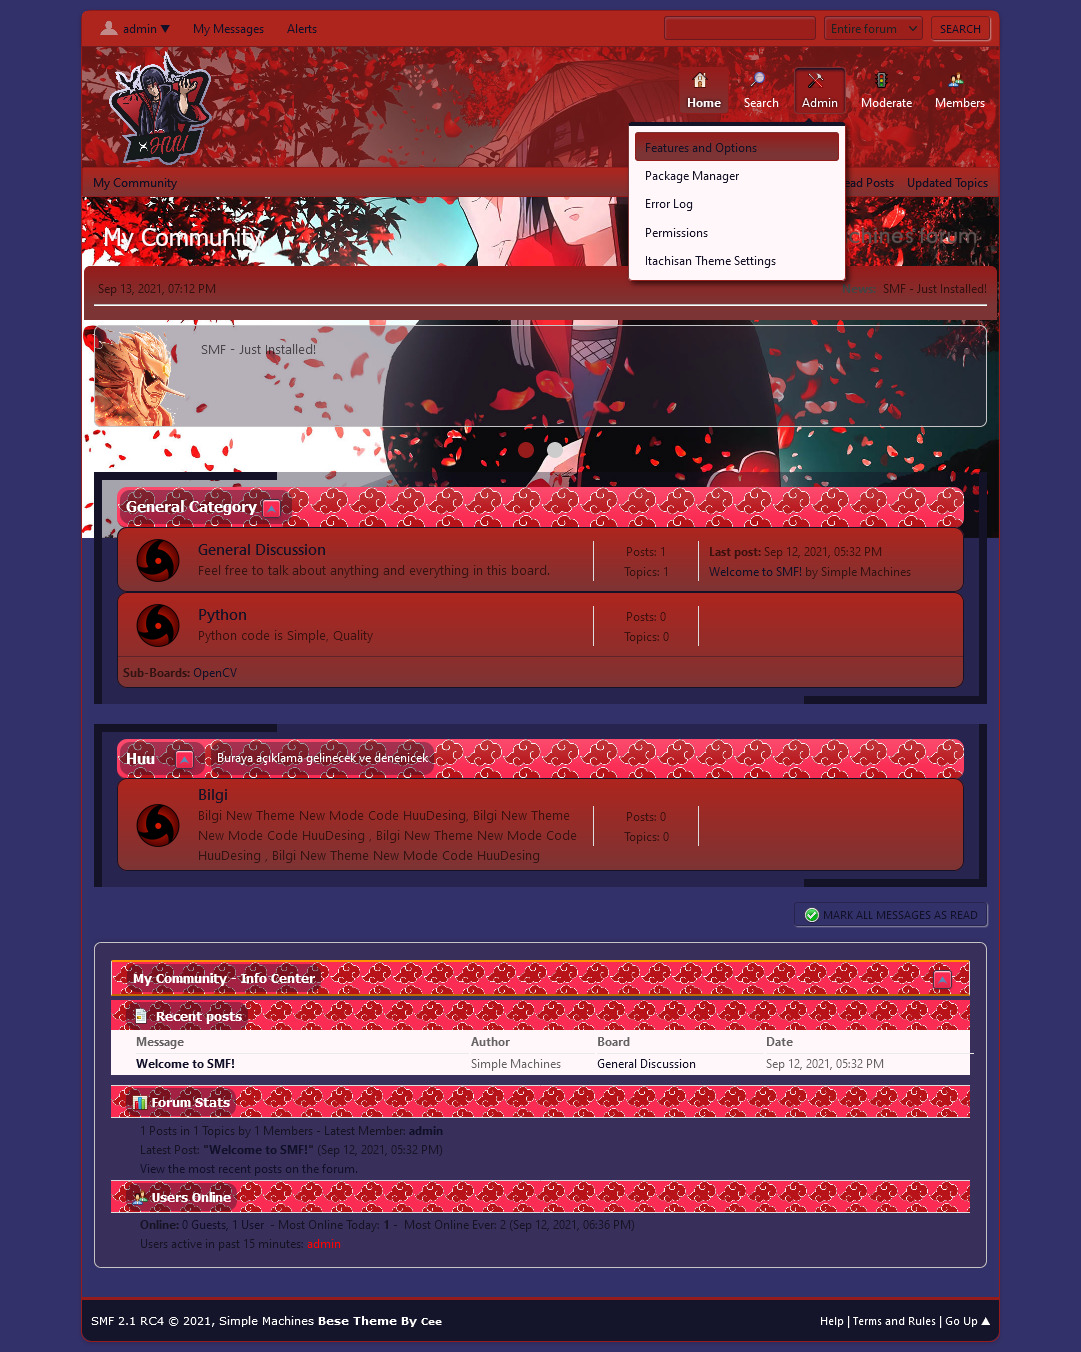 admin ▼ My Messages Alerts Entire forum SEARCH
HUU
Home Search Admin Moderate Members
Features and Options
Package Manager
Error Log
Permissions
Itachisan Theme Settings
My Community ead Posts Updated Topics
My Community forum
Sep 13, 2021, 07:12 PM SMF - Just Installed!
SMF - Just Installed!
General Category
General Discussion
Feel free to talk about anything and everything in this board.
Posts: 1
Topics: 1
Last post: Sep 12, 2021, 05:32 PM
Welcome to SMF! by Simple Machines
Python
Python code is Simple, Quality
Posts: 0
Topics: 0
Sub-Boards: OpenCV
Huu Buraya açıklama gelinecek ve denenicek
Bilgi
Bilgi New Theme New Mode Code HuuDesing, Bilgi New Theme
New Mode Code HuuDesing , Bilgi New Theme New Mode Code
HuuDesing , Bilgi New Theme New Mode Code HuuDesing
Posts: 0
Topics: 0
MARK ALL MESSAGES AS READ
My Community - Info Center
Recent posts
Message Author Board Date
Welcome to SMF! Simple Machines General Discussion Sep 12, 2021, 05:32 PM
Forum Stats
1 Posts in 1 Topics by 1 Members - Latest Member: admin
Latest Post: "Welcome to SMF!" (Sep 12, 2021, 05:32 PM)
View the most recent posts on the forum.
Users Online
Online: 0 Guests, 1 User - Most Online Today: 1 - Most Online Ever: 2 (Sep 12, 2021, 06:36 PM)
Users active in past 15 minutes: admin
SMF 2.1 RC4 © 2021, Simple Machines Bese Theme By Cee Help | Terms and Rules | Go Up ▲